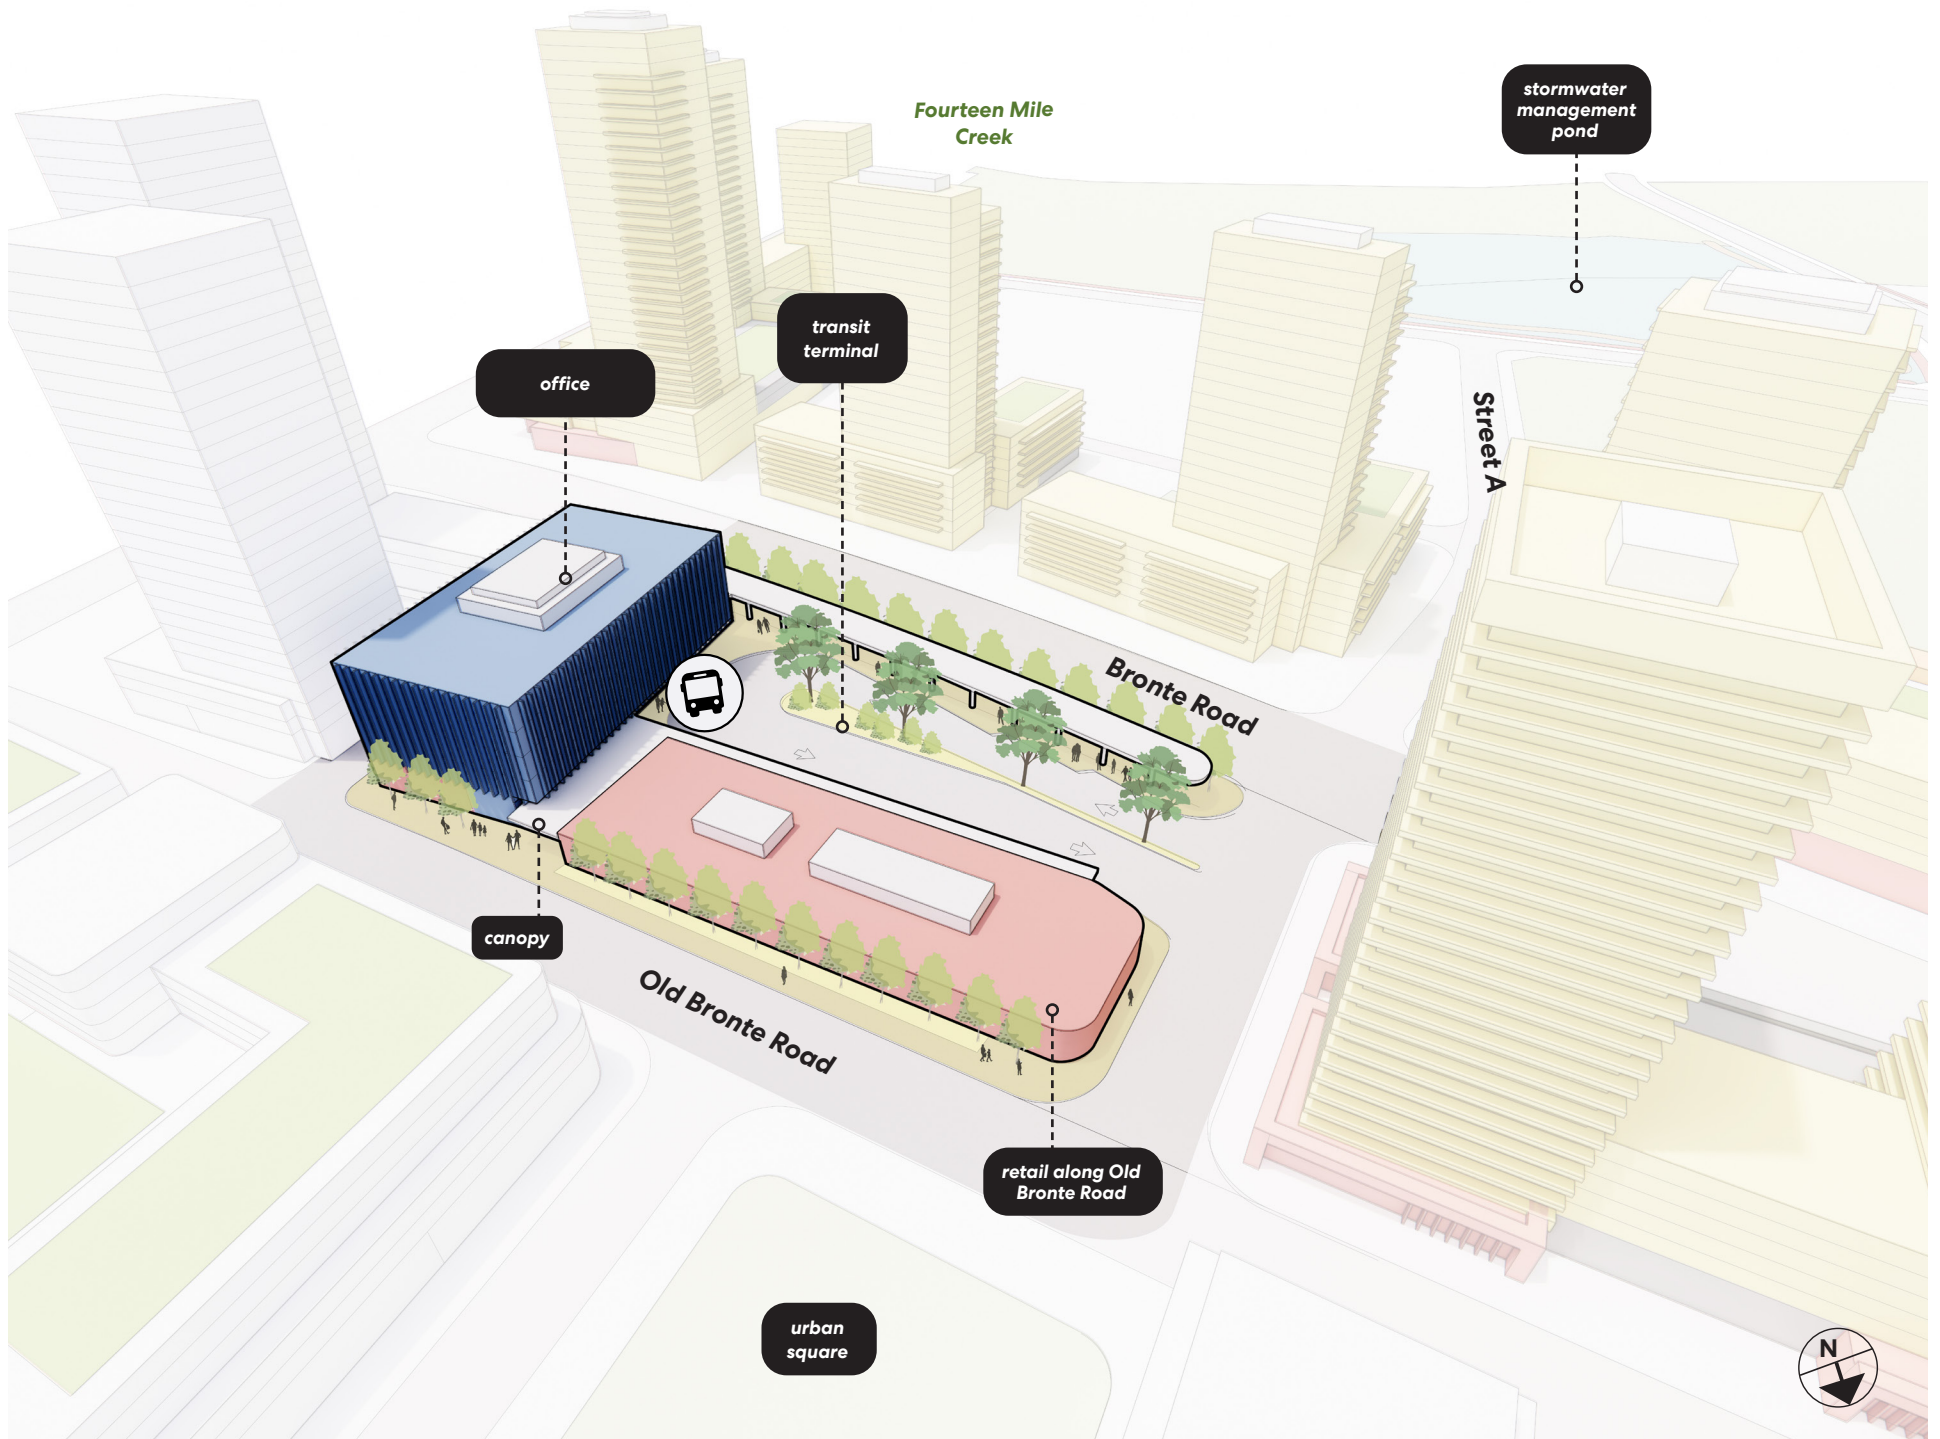 Fourteen Mile
Creek
stormwater
management
pond
transit
terminal
office
Street A
Bronte Road
canopy
Old Bronte Road
retail along Old
Bronte Road
urban
square
N